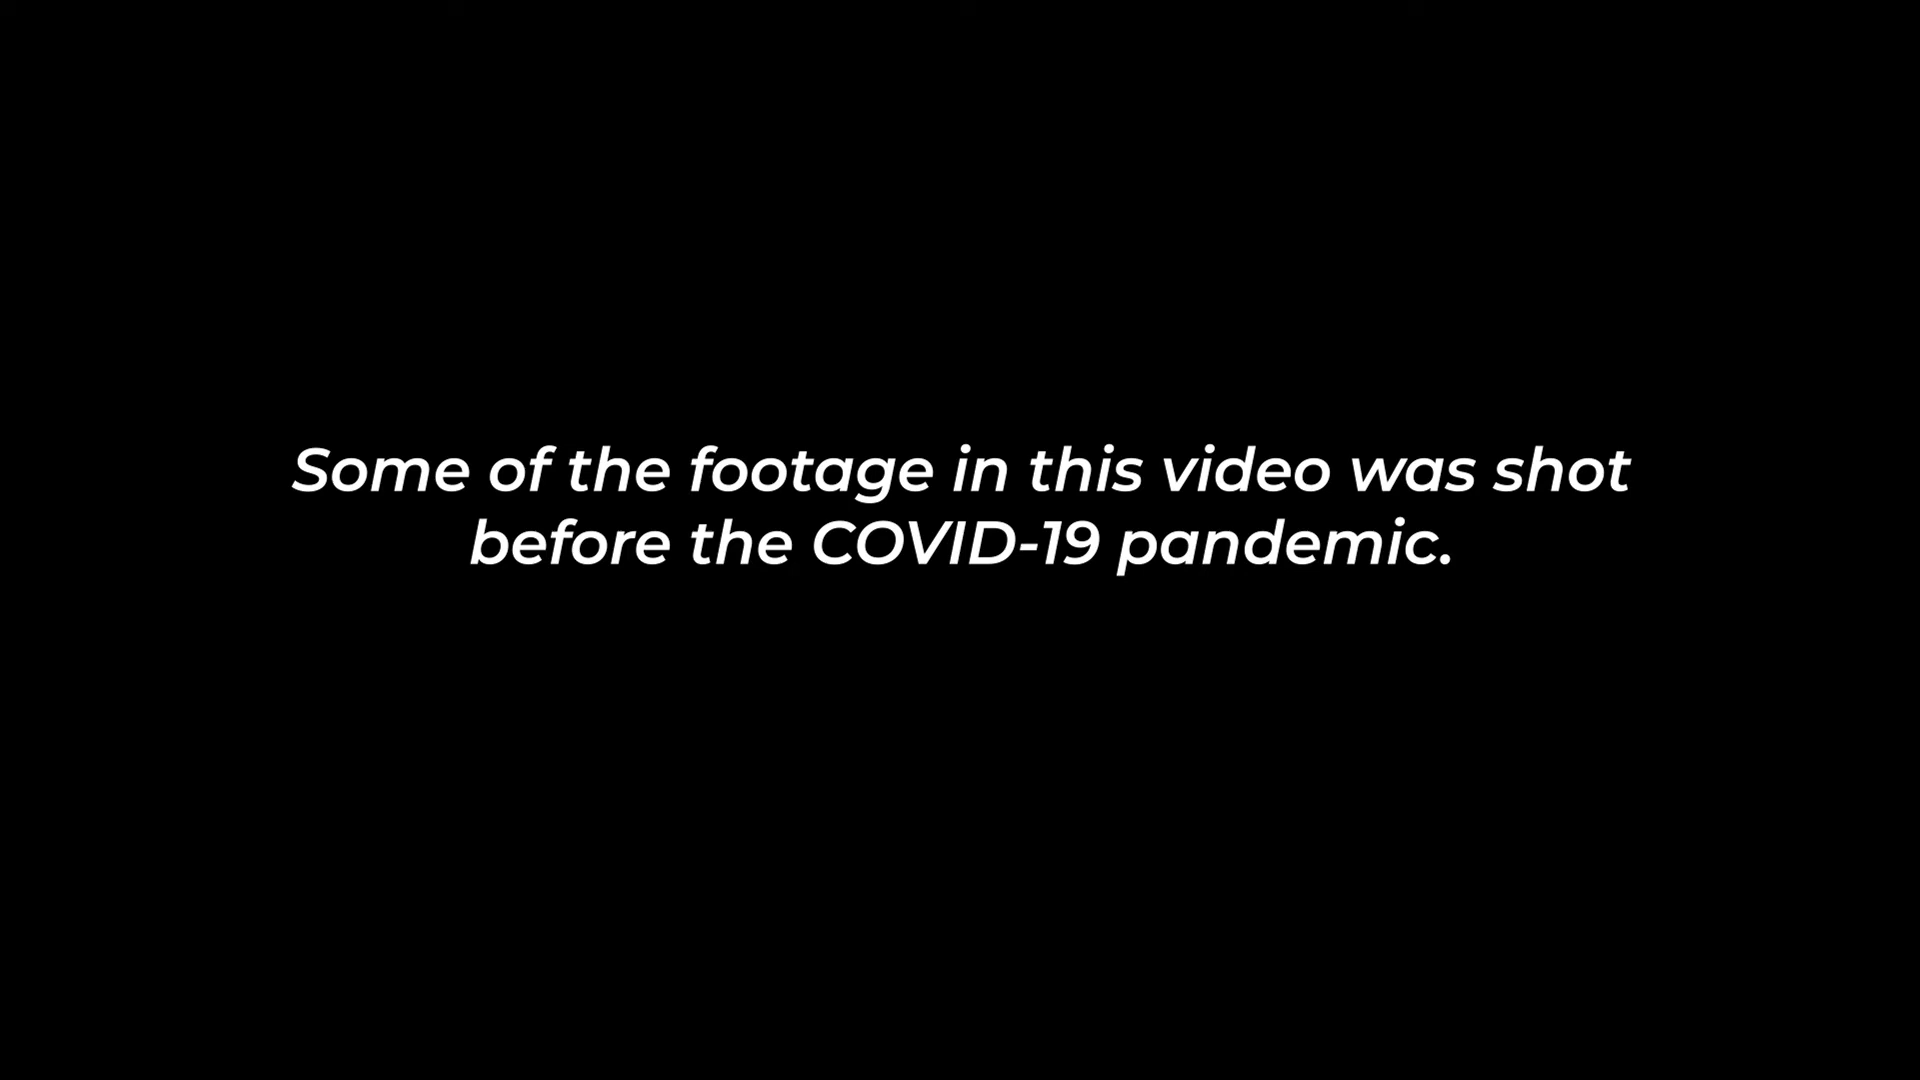 Some of the footage in this video was shot
before the COVID-19 pandemic.